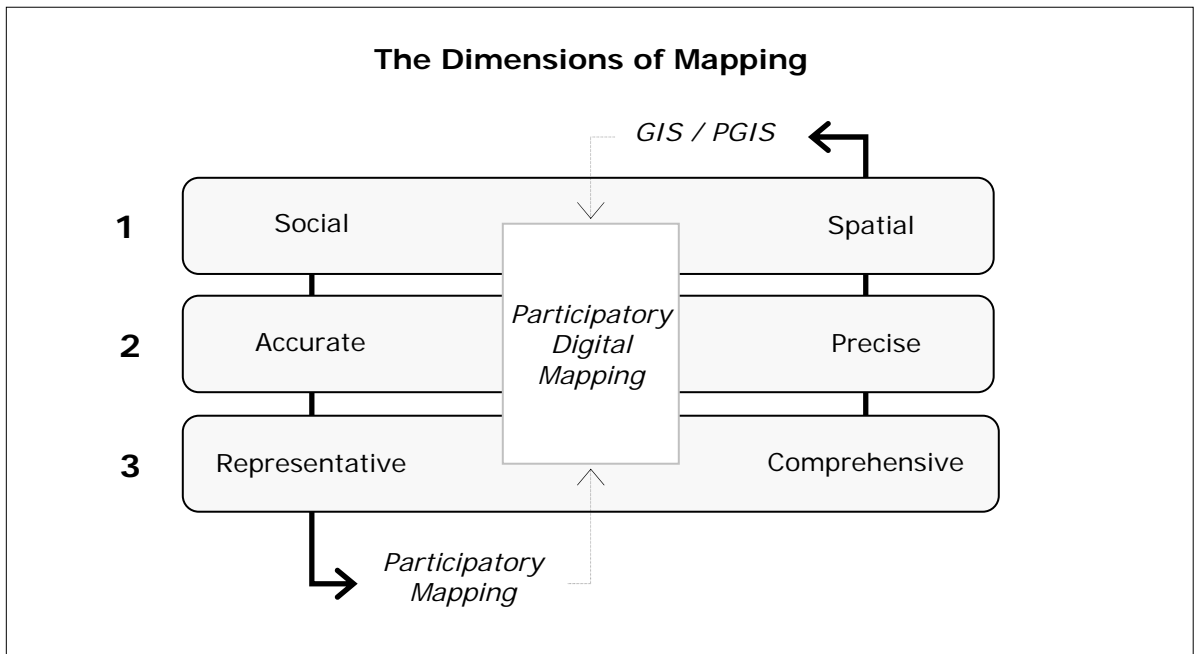 The Dimensions of Mapping
GIS / PGIS
1
Social
Spatial
2
Accurate
Participatory
Digital
Mapping
Precise
3
Representative
Comprehensive
Participatory
Mapping